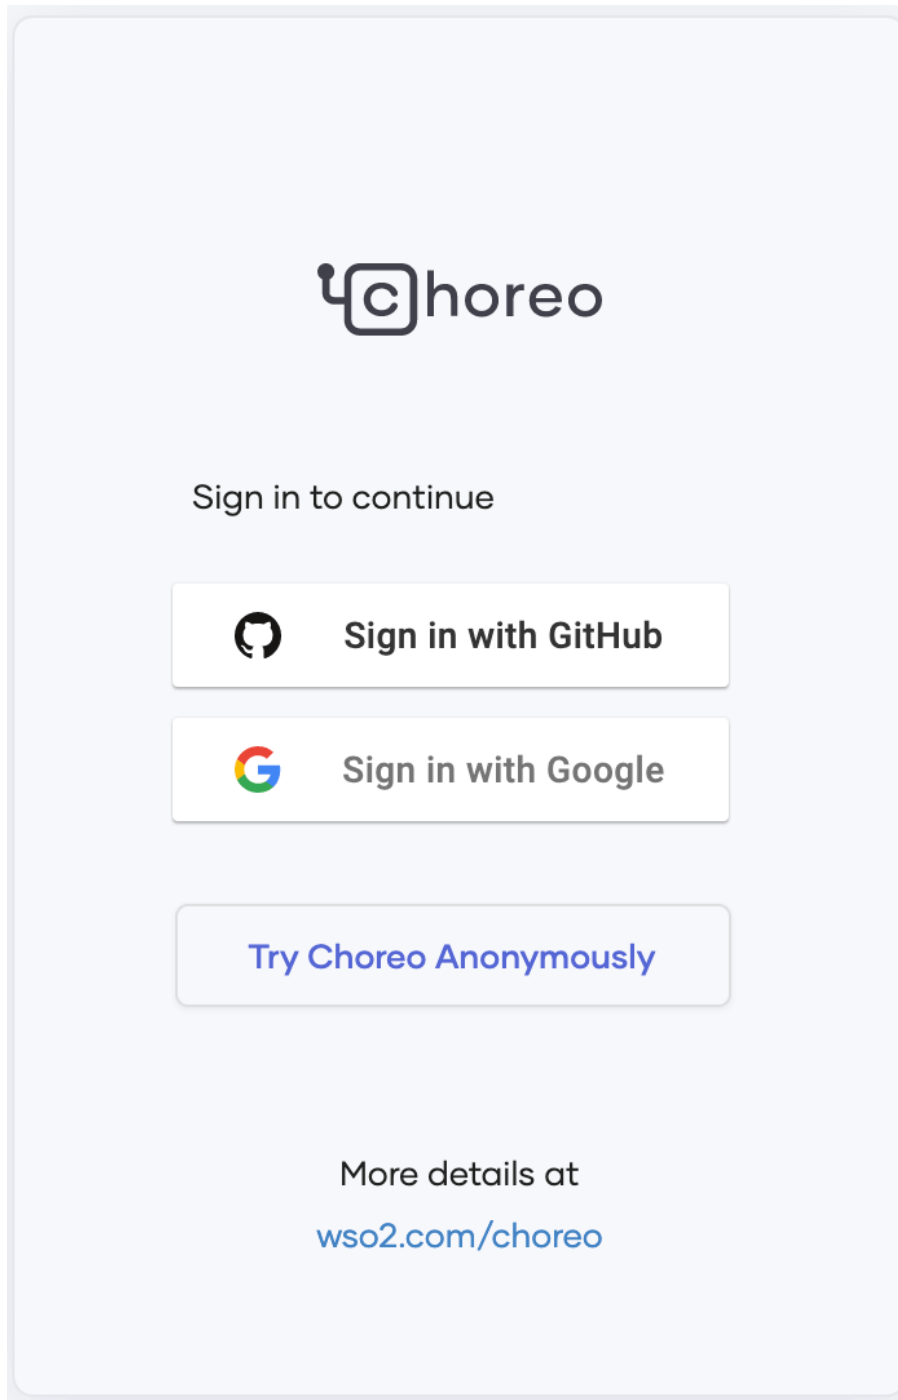 choreo
Sign in to continue
Sign in with GitHub
Sign in with Google
Try Choreo Anonymously
More details at
wso2.com/choreo